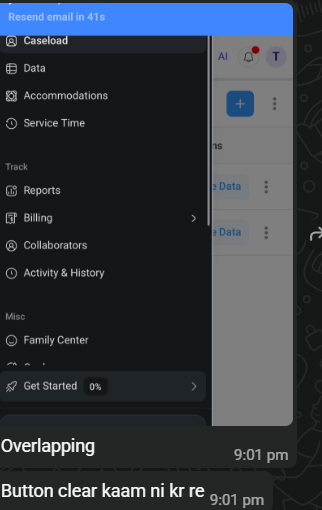 Resend email in 41s
Caseload
AI
T
Data
Accommodations
+
Service Time
ns
Track
Reports
e Data
Billing
e Data
Collaborators
Activity & History
Misc
Family Center
Get Started 0%
Overlapping
9:01 pm
Button clear kaam ni kr re
9:01 pm